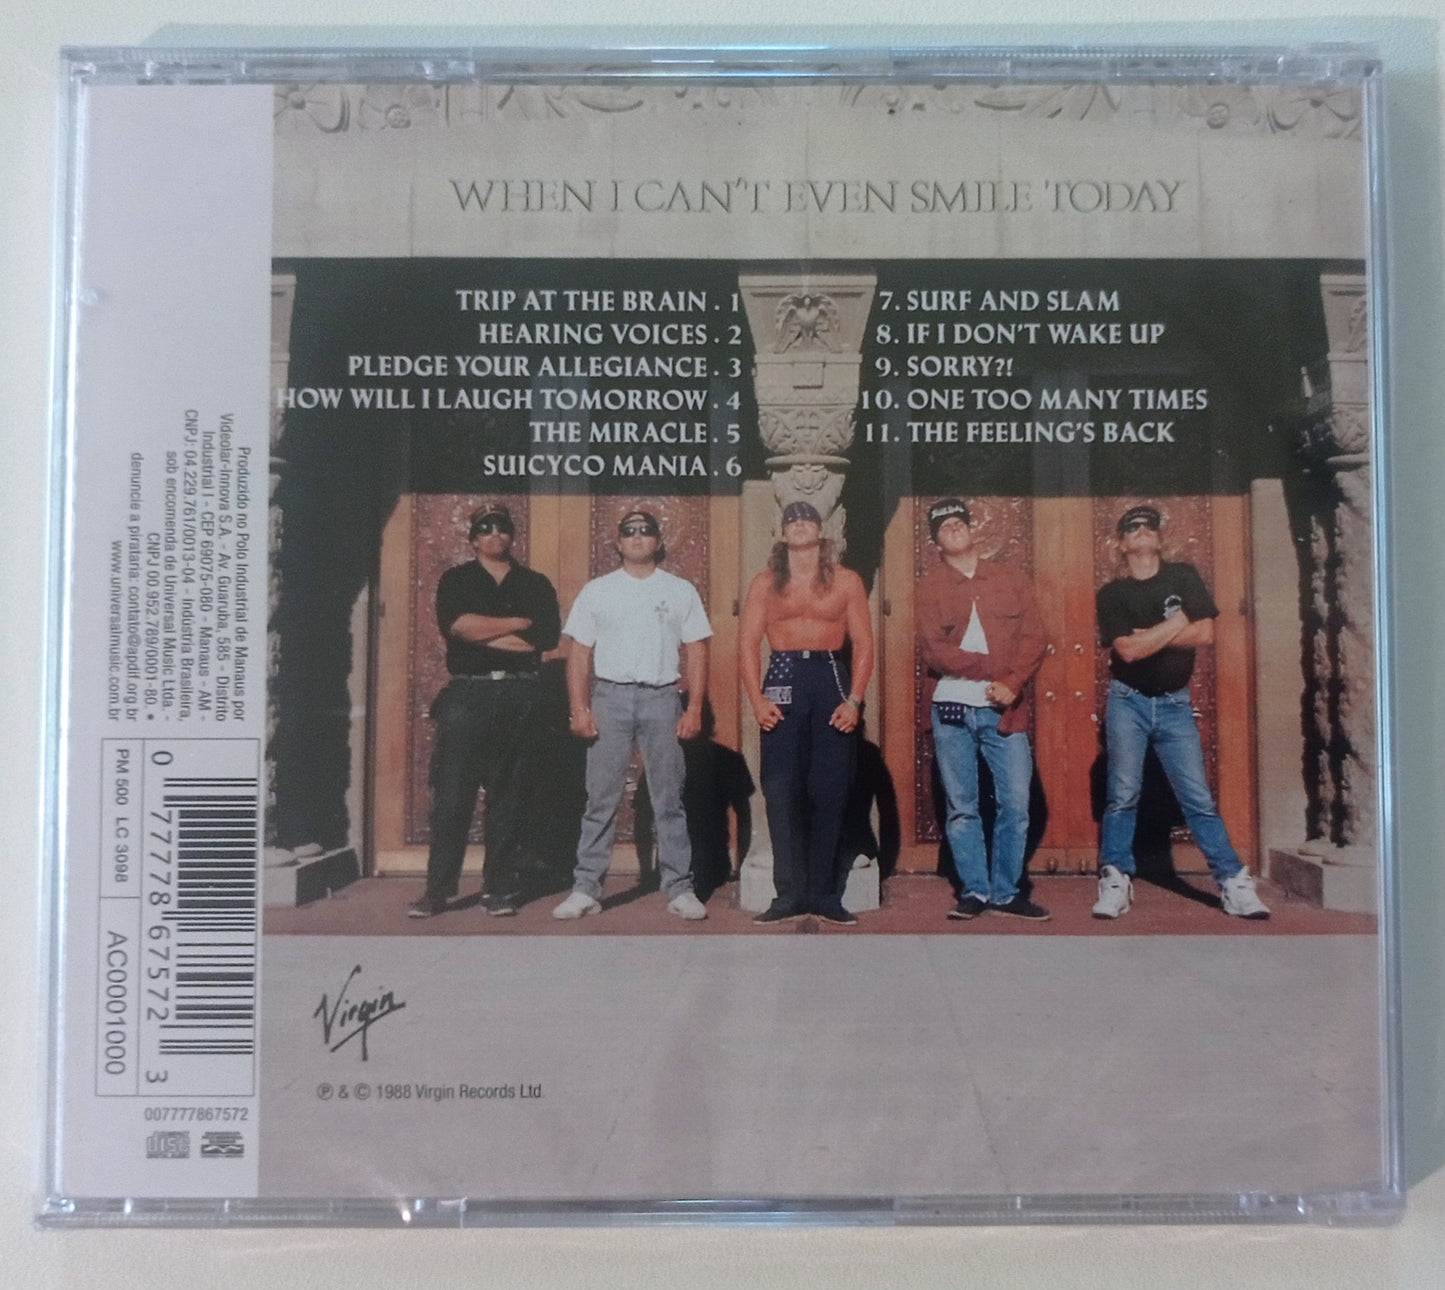 WHEN I CAN'T EVEN SMILE TODAY
TRIP AT THE BRAIN . 1
HEARING VOICES . 2
PLEDGE YOUR ALLEGIANCE . 3
HOW WILL I LAUGH TOMORROW . 4
THE MIRACLE . 5
SUICYCO MANIA . 6
7. SURF AND SLAM
8. IF I DON'T WAKE UP
9. SORRY?!
10. ONE TOO MANY TIMES
11. THE FEELING'S BACK
Produzido no Polo Industrial de Manaus por
Videolar-Innova S.A. - Av. Guaruba, 585 - Distrito
Industrial I - CEP 69075-080 - Manaus - AM -
CNPJ: 04.229.761/0013-04 - Indústria Brasileira,
sob encomenda de Universal Music Ltda. -
CNPJ 00.952.789/0001-80. •
denuncie a pirataria: contato@apdif.org.br
www.universalmusic.com.br
0 77778 67572 3
PM 500 LC 3098
AC0001000
007777867572
Virgin
℗ & © 1988 Virgin Records Ltd.